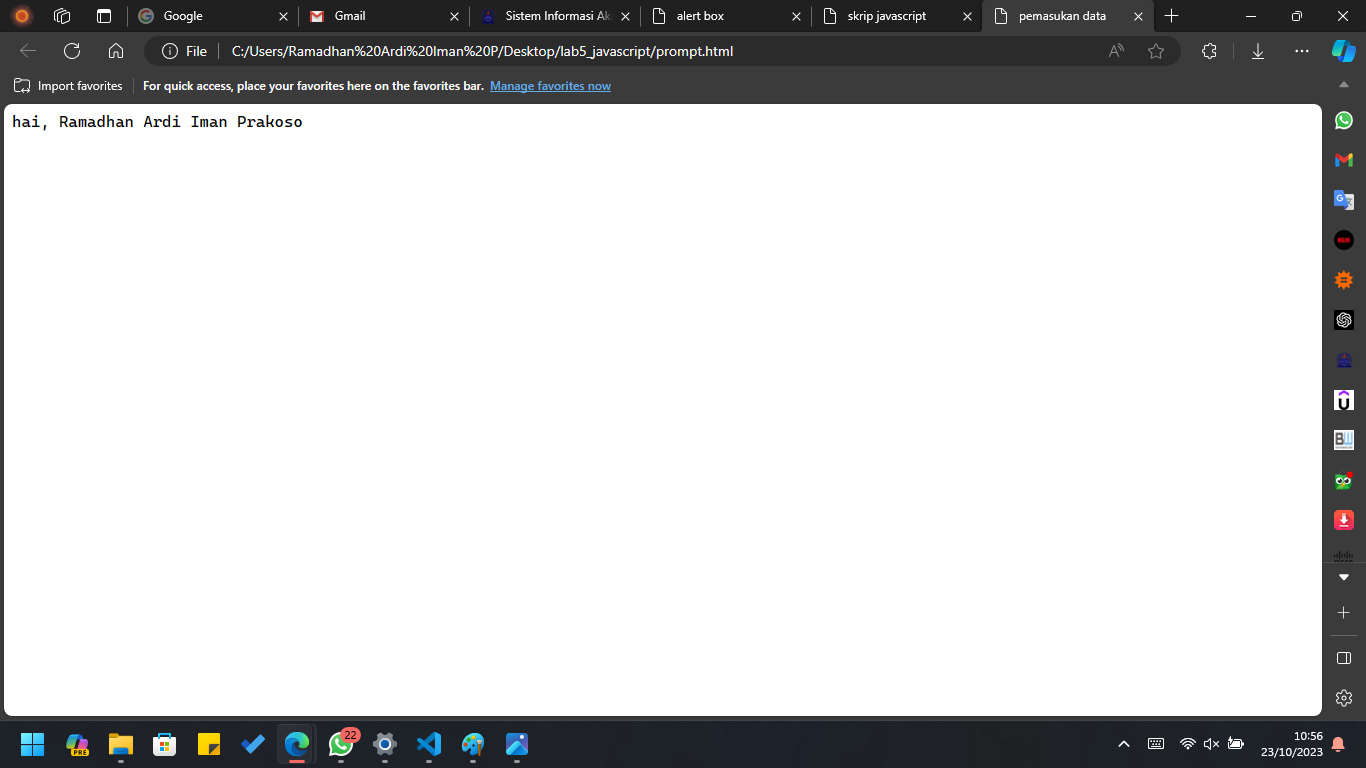 Google
Gmail
Sistem Informasi Ak
alert box
skrip javascript
pemasukan data
File
C:/Users/Ramadhan%20Ardi%20Iman%20P/Desktop/lab5_javascript/prompt.html
Import favorites
For quick access, place your favorites here on the favorites bar. Manage favorites now
hai, Ramadhan Ardi Iman Prakoso
PRE
22
10:56
23/10/2023